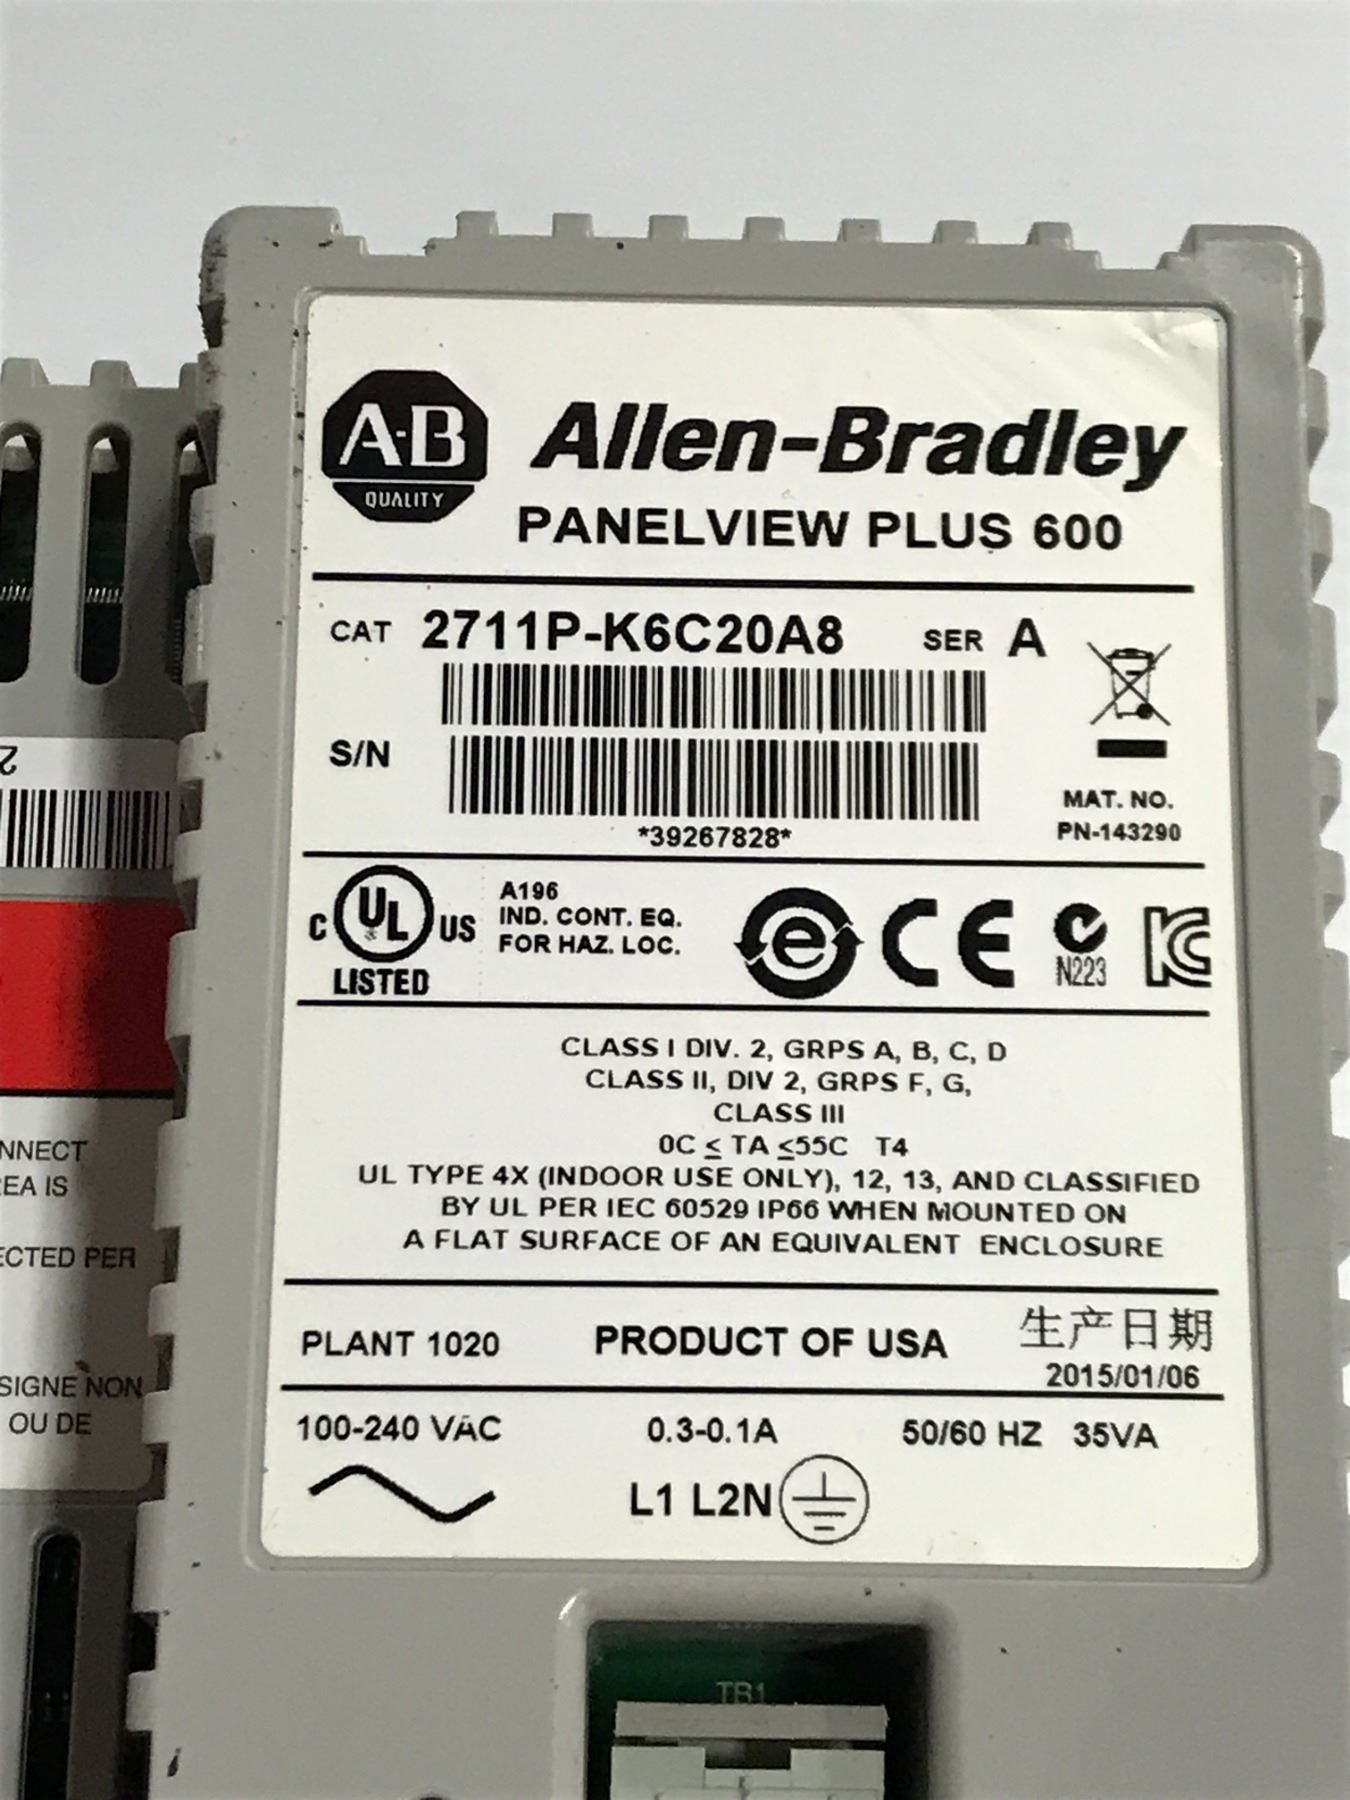 A·B
QUALITY
Allen-Bradley
PANELVIEW PLUS 600
CAT 2711P-K6C20A8 SER A
S/N
*39267828*
MAT. NO.
PN-143290
C UL US
LISTED
A196
IND. CONT. EQ.
FOR HAZ. LOC.
e
CE
N223
KC
CLASS I DIV. 2, GRPS A, B, C, D
CLASS II, DIV 2, GRPS F, G,
CLASS III
0C ≤ TA ≤55C T4
UL TYPE 4X (INDOOR USE ONLY), 12, 13, AND CLASSIFIED
BY UL PER IEC 60529 IP66 WHEN MOUNTED ON
A FLAT SURFACE OF AN EQUIVALENT ENCLOSURE
PLANT 1020 PRODUCT OF USA 生产日期
2015/01/06
100-240 VAC 0.3-0.1A 50/60 HZ 35VA
L1 L2N
TB1
2
NNECT
EA IS
ECTED PER
SIGNE NON
OU DE